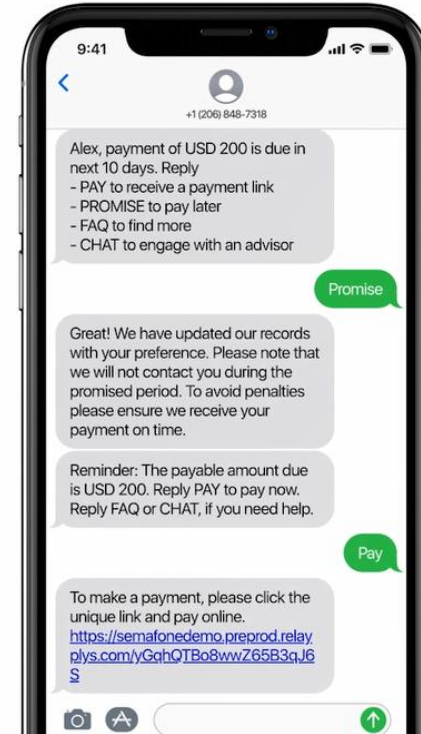 9:41
+1 (206) 848-7318
Alex, payment of USD 200 is due in
next 10 days. Reply
- PAY to receive a payment link
- PROMISE to pay later
- FAQ to find more
- CHAT to engage with an advisor
Promise
Great! We have updated our records
with your preference. Please note that
we will not contact you during the
promised period. To avoid penalties
please ensure we receive your
payment on time.
Reminder: The payable amount due
is USD 200. Reply PAY to pay now.
Reply FAQ or CHAT, if you need help.
Pay
To make a payment, please click the
unique link and pay online.
https://semafonedemo.preprod.relay
plys.com/yGqhQTBo8wwZ65B3qJ6
S